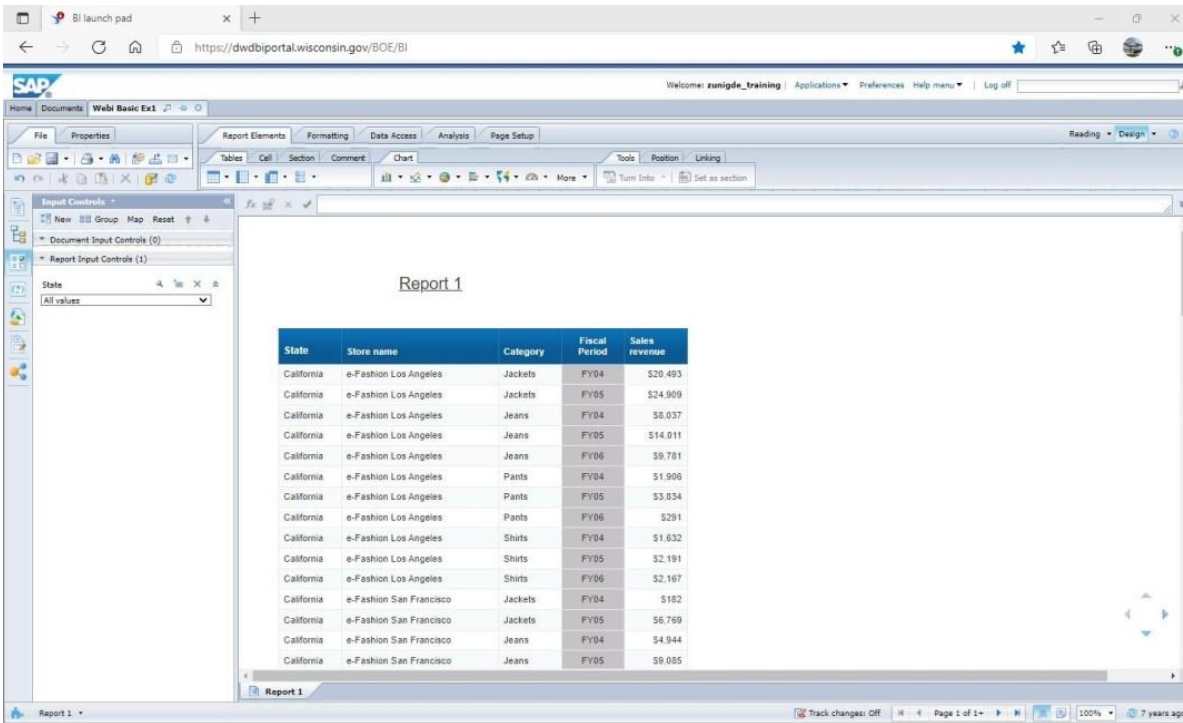 BI launch pad
https://dwdbiportal.wisconsin.gov/BOE/BI
SAP
Welcome: zunigde_training | Applications Preferences Help menu | Log off
Home Documents Webi Basic Ex1
File Properties Report Elements Formatting Data Access Analysis Page Setup Reading Design
Tables Cell Section Comment Chart Tools Position Linking
More Turn Into Set as section
Input Controls
New Group Map Reset
Document Input Controls (0)
Report Input Controls (1)
State
All values
Report 1
State Store name Category Fiscal Period Sales revenue
California e-Fashion Los Angeles Jackets FY04 $20,493
California e-Fashion Los Angeles Jackets FY05 $24,909
California e-Fashion Los Angeles Jeans FY04 $8,037
California e-Fashion Los Angeles Jeans FY05 $14,011
California e-Fashion Los Angeles Jeans FY06 $9,781
California e-Fashion Los Angeles Pants FY04 $1,906
California e-Fashion Los Angeles Pants FY05 $3,834
California e-Fashion Los Angeles Pants FY06 $291
California e-Fashion Los Angeles Shirts FY04 $1,632
California e-Fashion Los Angeles Shirts FY05 $2,191
California e-Fashion Los Angeles Shirts FY06 $2,167
California e-Fashion San Francisco Jackets FY04 $182
California e-Fashion San Francisco Jackets FY05 $6,769
California e-Fashion San Francisco Jeans FY04 $4,944
California e-Fashion San Francisco Jeans FY05 $9,085
Report 1
Report 1 Track changes: Off Page 1 of 1+ 100% 7 years ago